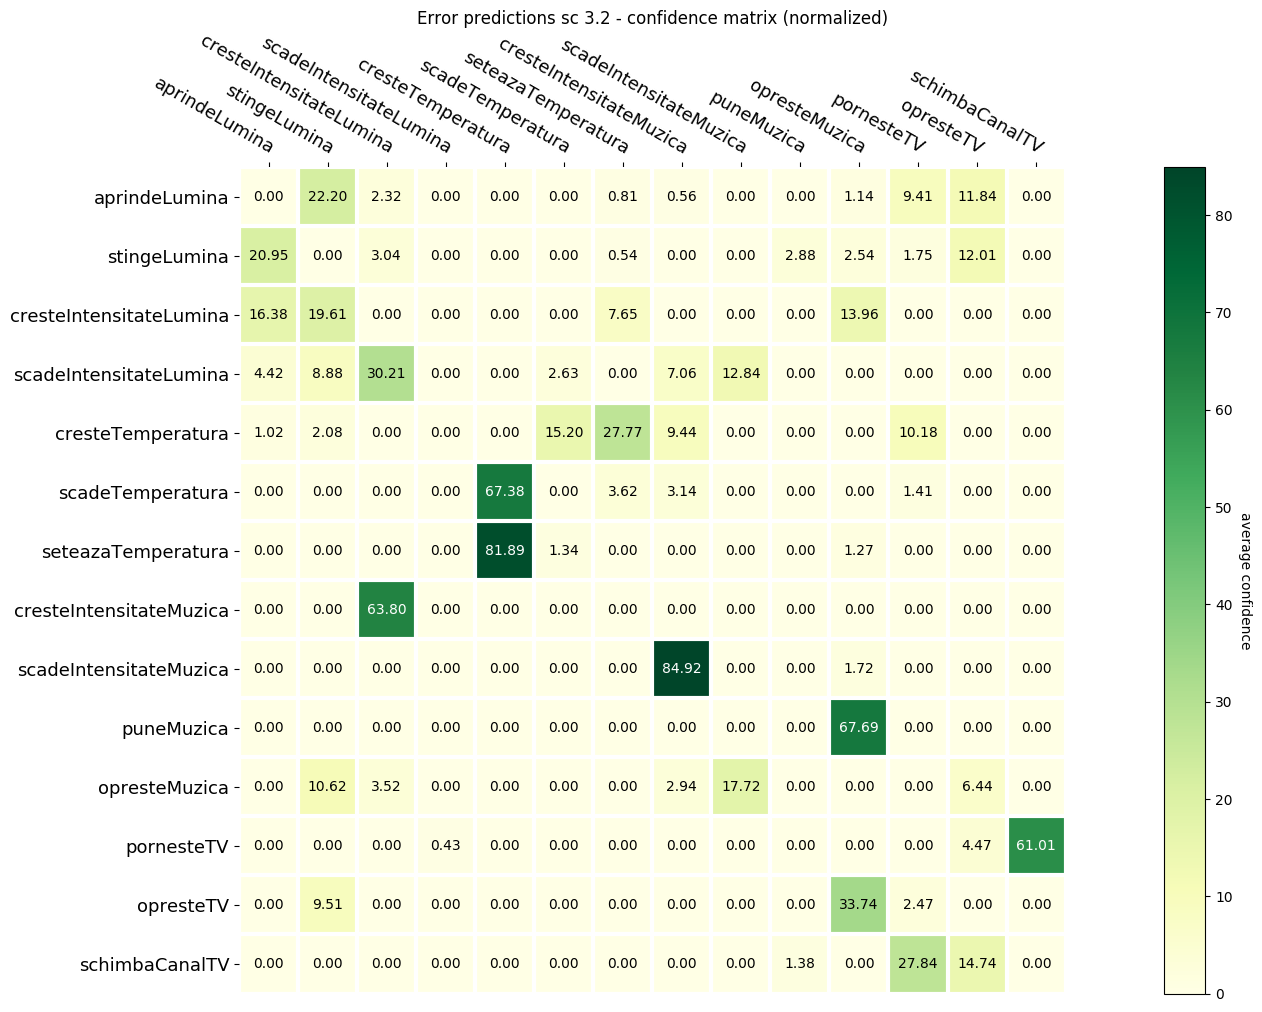 Error predictions sc 3.2 - confidence matrix (normalized)
aprindeLumina
stingeLumina
cresteIntensitateLumina
scadeIntensitateLumina
cresteTemperatura
scadeTemperatura
seteazaTemperatura
cresteIntensitateMuzica
scadeIntensitateMuzica
puneMuzica
opresteMuzica
pornesteTV
opresteTV
schimbaCanalTV
aprindeLumina 0.00 22.20 2.32 0.00 0.00 0.00 0.81 0.56 0.00 0.00 1.14 9.41 11.84 0.00
stingeLumina 20.95 0.00 3.04 0.00 0.00 0.00 0.54 0.00 0.00 2.88 2.54 1.75 12.01 0.00
cresteIntensitateLumina 16.38 19.61 0.00 0.00 0.00 0.00 7.65 0.00 0.00 0.00 13.96 0.00 0.00 0.00
scadeIntensitateLumina 4.42 8.88 30.21 0.00 0.00 2.63 0.00 7.06 12.84 0.00 0.00 0.00 0.00 0.00
cresteTemperatura 1.02 2.08 0.00 0.00 0.00 15.20 27.77 9.44 0.00 0.00 0.00 10.18 0.00 0.00
scadeTemperatura 0.00 0.00 0.00 0.00 67.38 0.00 3.62 3.14 0.00 0.00 0.00 1.41 0.00 0.00
seteazaTemperatura 0.00 0.00 0.00 0.00 81.89 1.34 0.00 0.00 0.00 0.00 1.27 0.00 0.00 0.00
cresteIntensitateMuzica 0.00 0.00 63.80 0.00 0.00 0.00 0.00 0.00 0.00 0.00 0.00 0.00 0.00 0.00
scadeIntensitateMuzica 0.00 0.00 0.00 0.00 0.00 0.00 0.00 84.92 0.00 0.00 1.72 0.00 0.00 0.00
puneMuzica 0.00 0.00 0.00 0.00 0.00 0.00 0.00 0.00 0.00 0.00 67.69 0.00 0.00 0.00
opresteMuzica 0.00 10.62 3.52 0.00 0.00 0.00 0.00 2.94 17.72 0.00 0.00 0.00 6.44 0.00
pornesteTV 0.00 0.00 0.00 0.43 0.00 0.00 0.00 0.00 0.00 0.00 0.00 0.00 4.47 61.01
opresteTV 0.00 9.51 0.00 0.00 0.00 0.00 0.00 0.00 0.00 0.00 33.74 2.47 0.00 0.00
schimbaCanalTV 0.00 0.00 0.00 0.00 0.00 0.00 0.00 0.00 0.00 1.38 0.00 27.84 14.74 0.00
80
70
60
50
40
30
20
10
0
average confidence